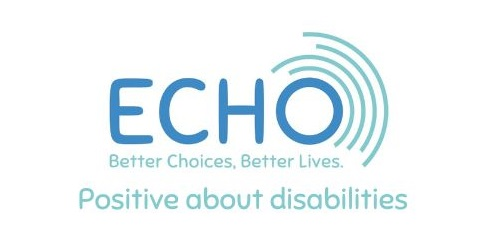 ECHO
Better Choices, Better Lives.
Positive about disabilities